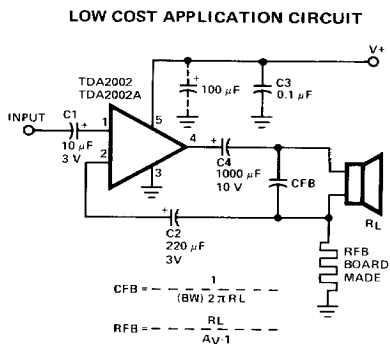 LOW COST APPLICATION CIRCUIT
V+
TDA2002
TDA2002A
+
100 µF
C3
0.1 µF
INPUT
C1
+
10 µF
3 V
1
2
5
4
3
+
C4
1000 µF
10 V
CFB
RL
+
C2
220 µF
3V
RFB
BOARD
MADE
CFB = 1 / (BW) 2 π RL
RFB = RL / AV-1